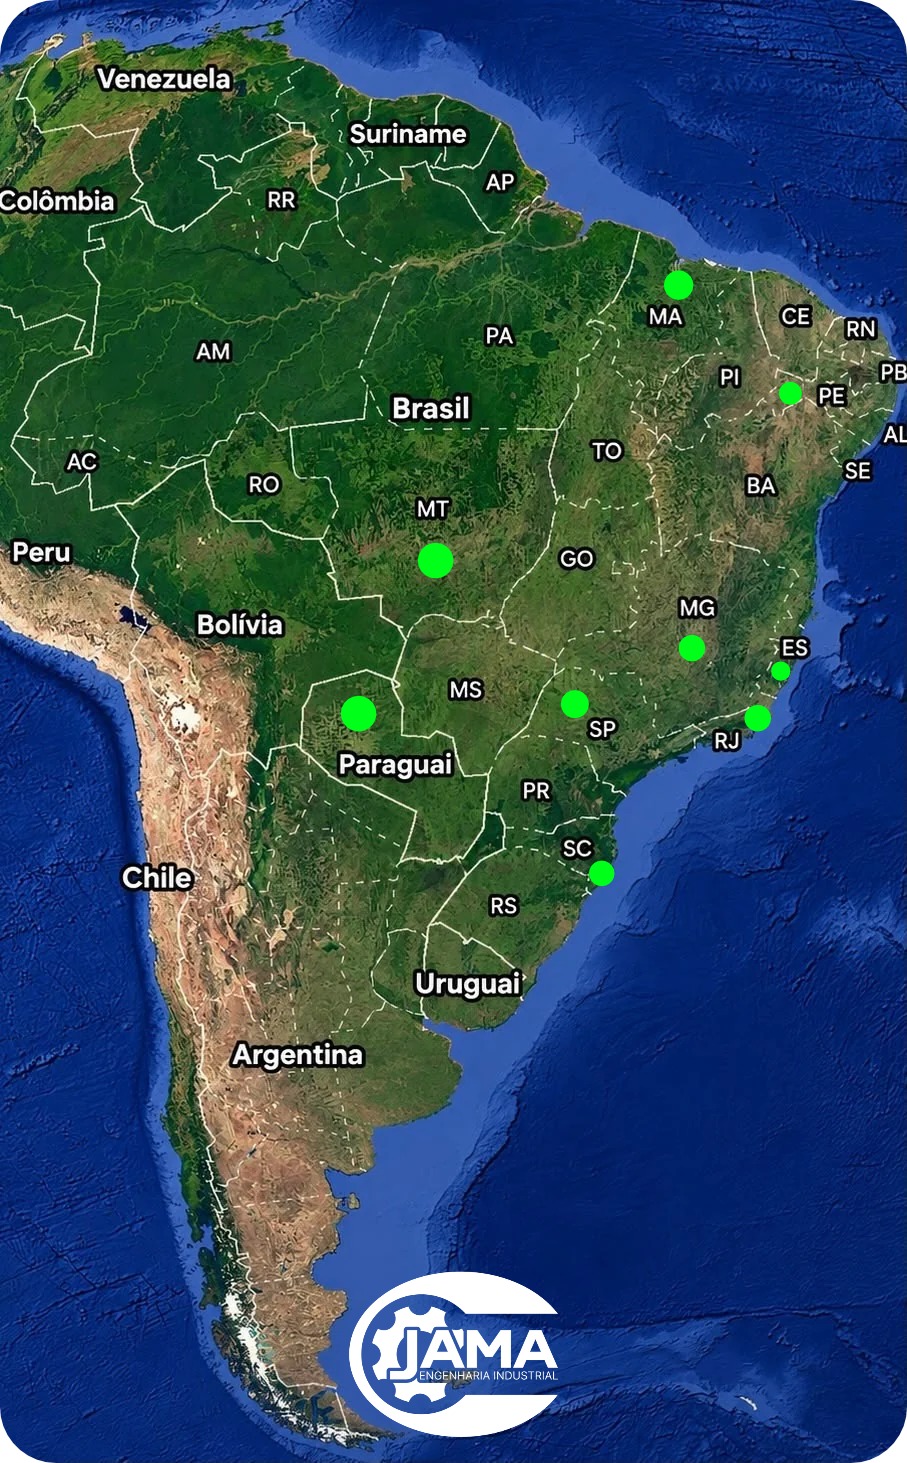 Venezuela
Suriname
AP
Colômbia
RR
MA
CE
RN
AM
PA
PI
PB
Brasil
PE
AL
AC
TO
SE
RO
BA
MT
Peru
GO
Bolívia
MG
ES
MS
SP
RJ
Paraguai
PR
SC
Chile
RS
Uruguai
Argentina
JAMA
ENGENHARIA INDUSTRIAL